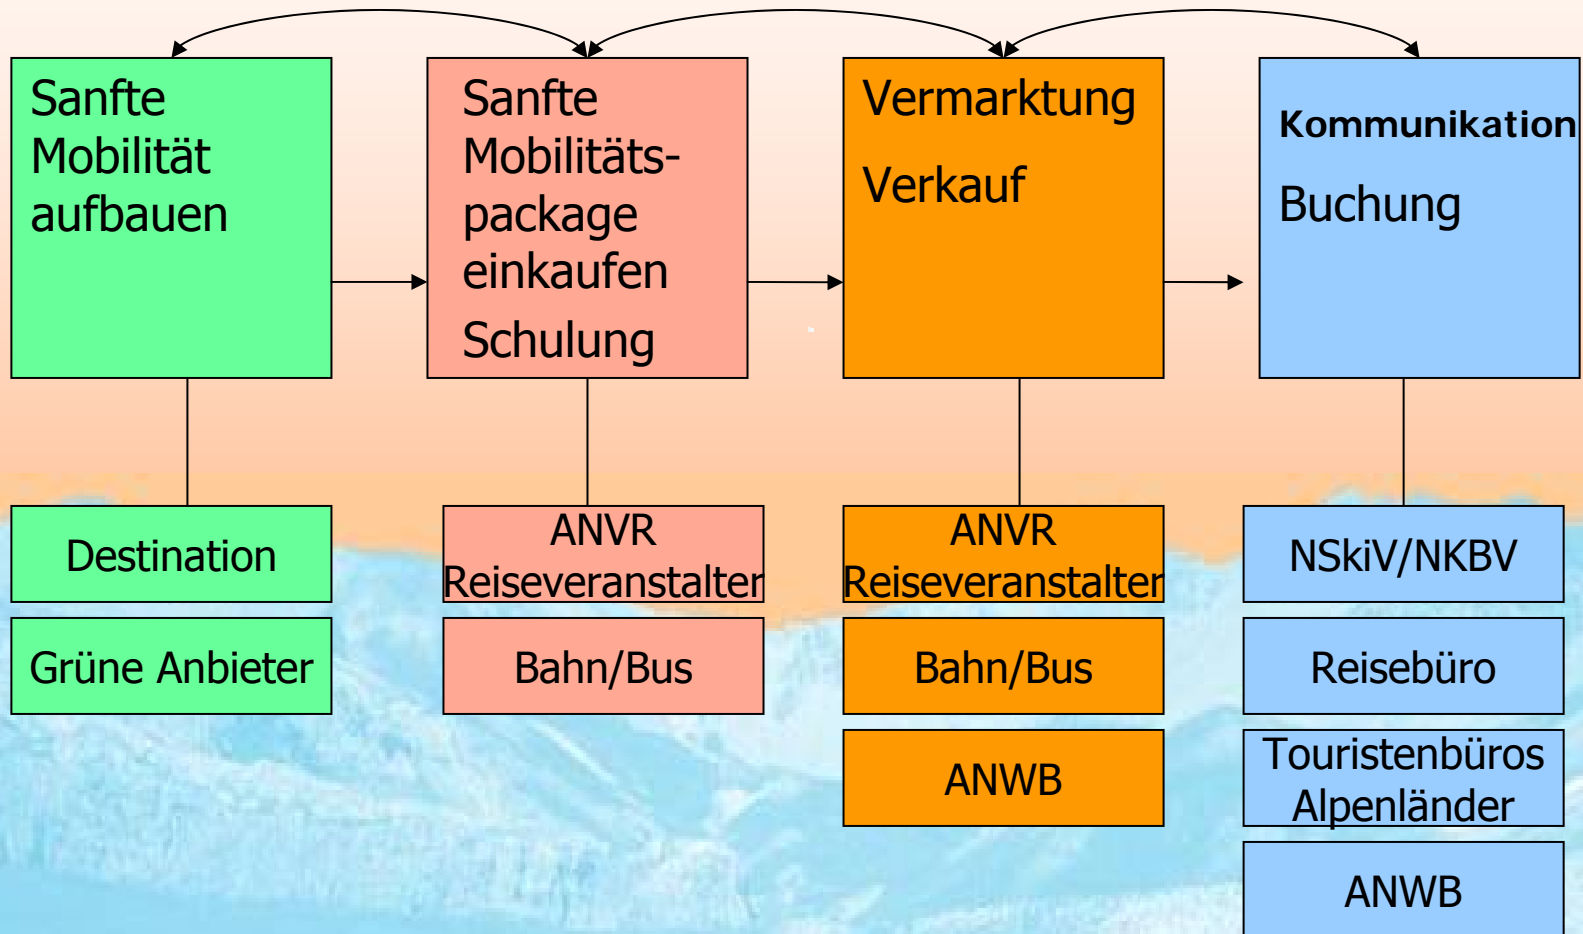 Sanfte
Mobilität
aufbauen
Sanfte
Mobilitäts-
package
einkaufen
Schulung
Vermarktung
Verkauf
Kommunikation
Buchung
Destination
Grüne Anbieter
ANVR
Reiseveranstalter
Bahn/Bus
ANVR
Reiseveranstalter
Bahn/Bus
ANWB
NSkiV/NKBV
Reisebüro
Touristenbüros
Alpenländer
ANWB